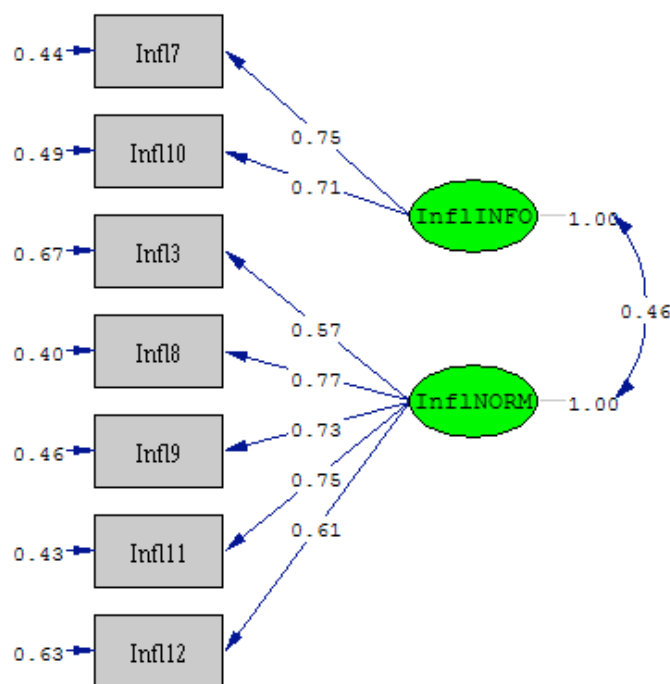 0.44 Infl7
0.75
0.49 Infl10
0.71
InflINFO 1.00
0.67 Infl3
0.46
0.57
0.40 Infl8
0.77
InflNORM 1.00
0.73
0.46 Infl9
0.75
0.61
0.43 Infl11
0.63 Infl12